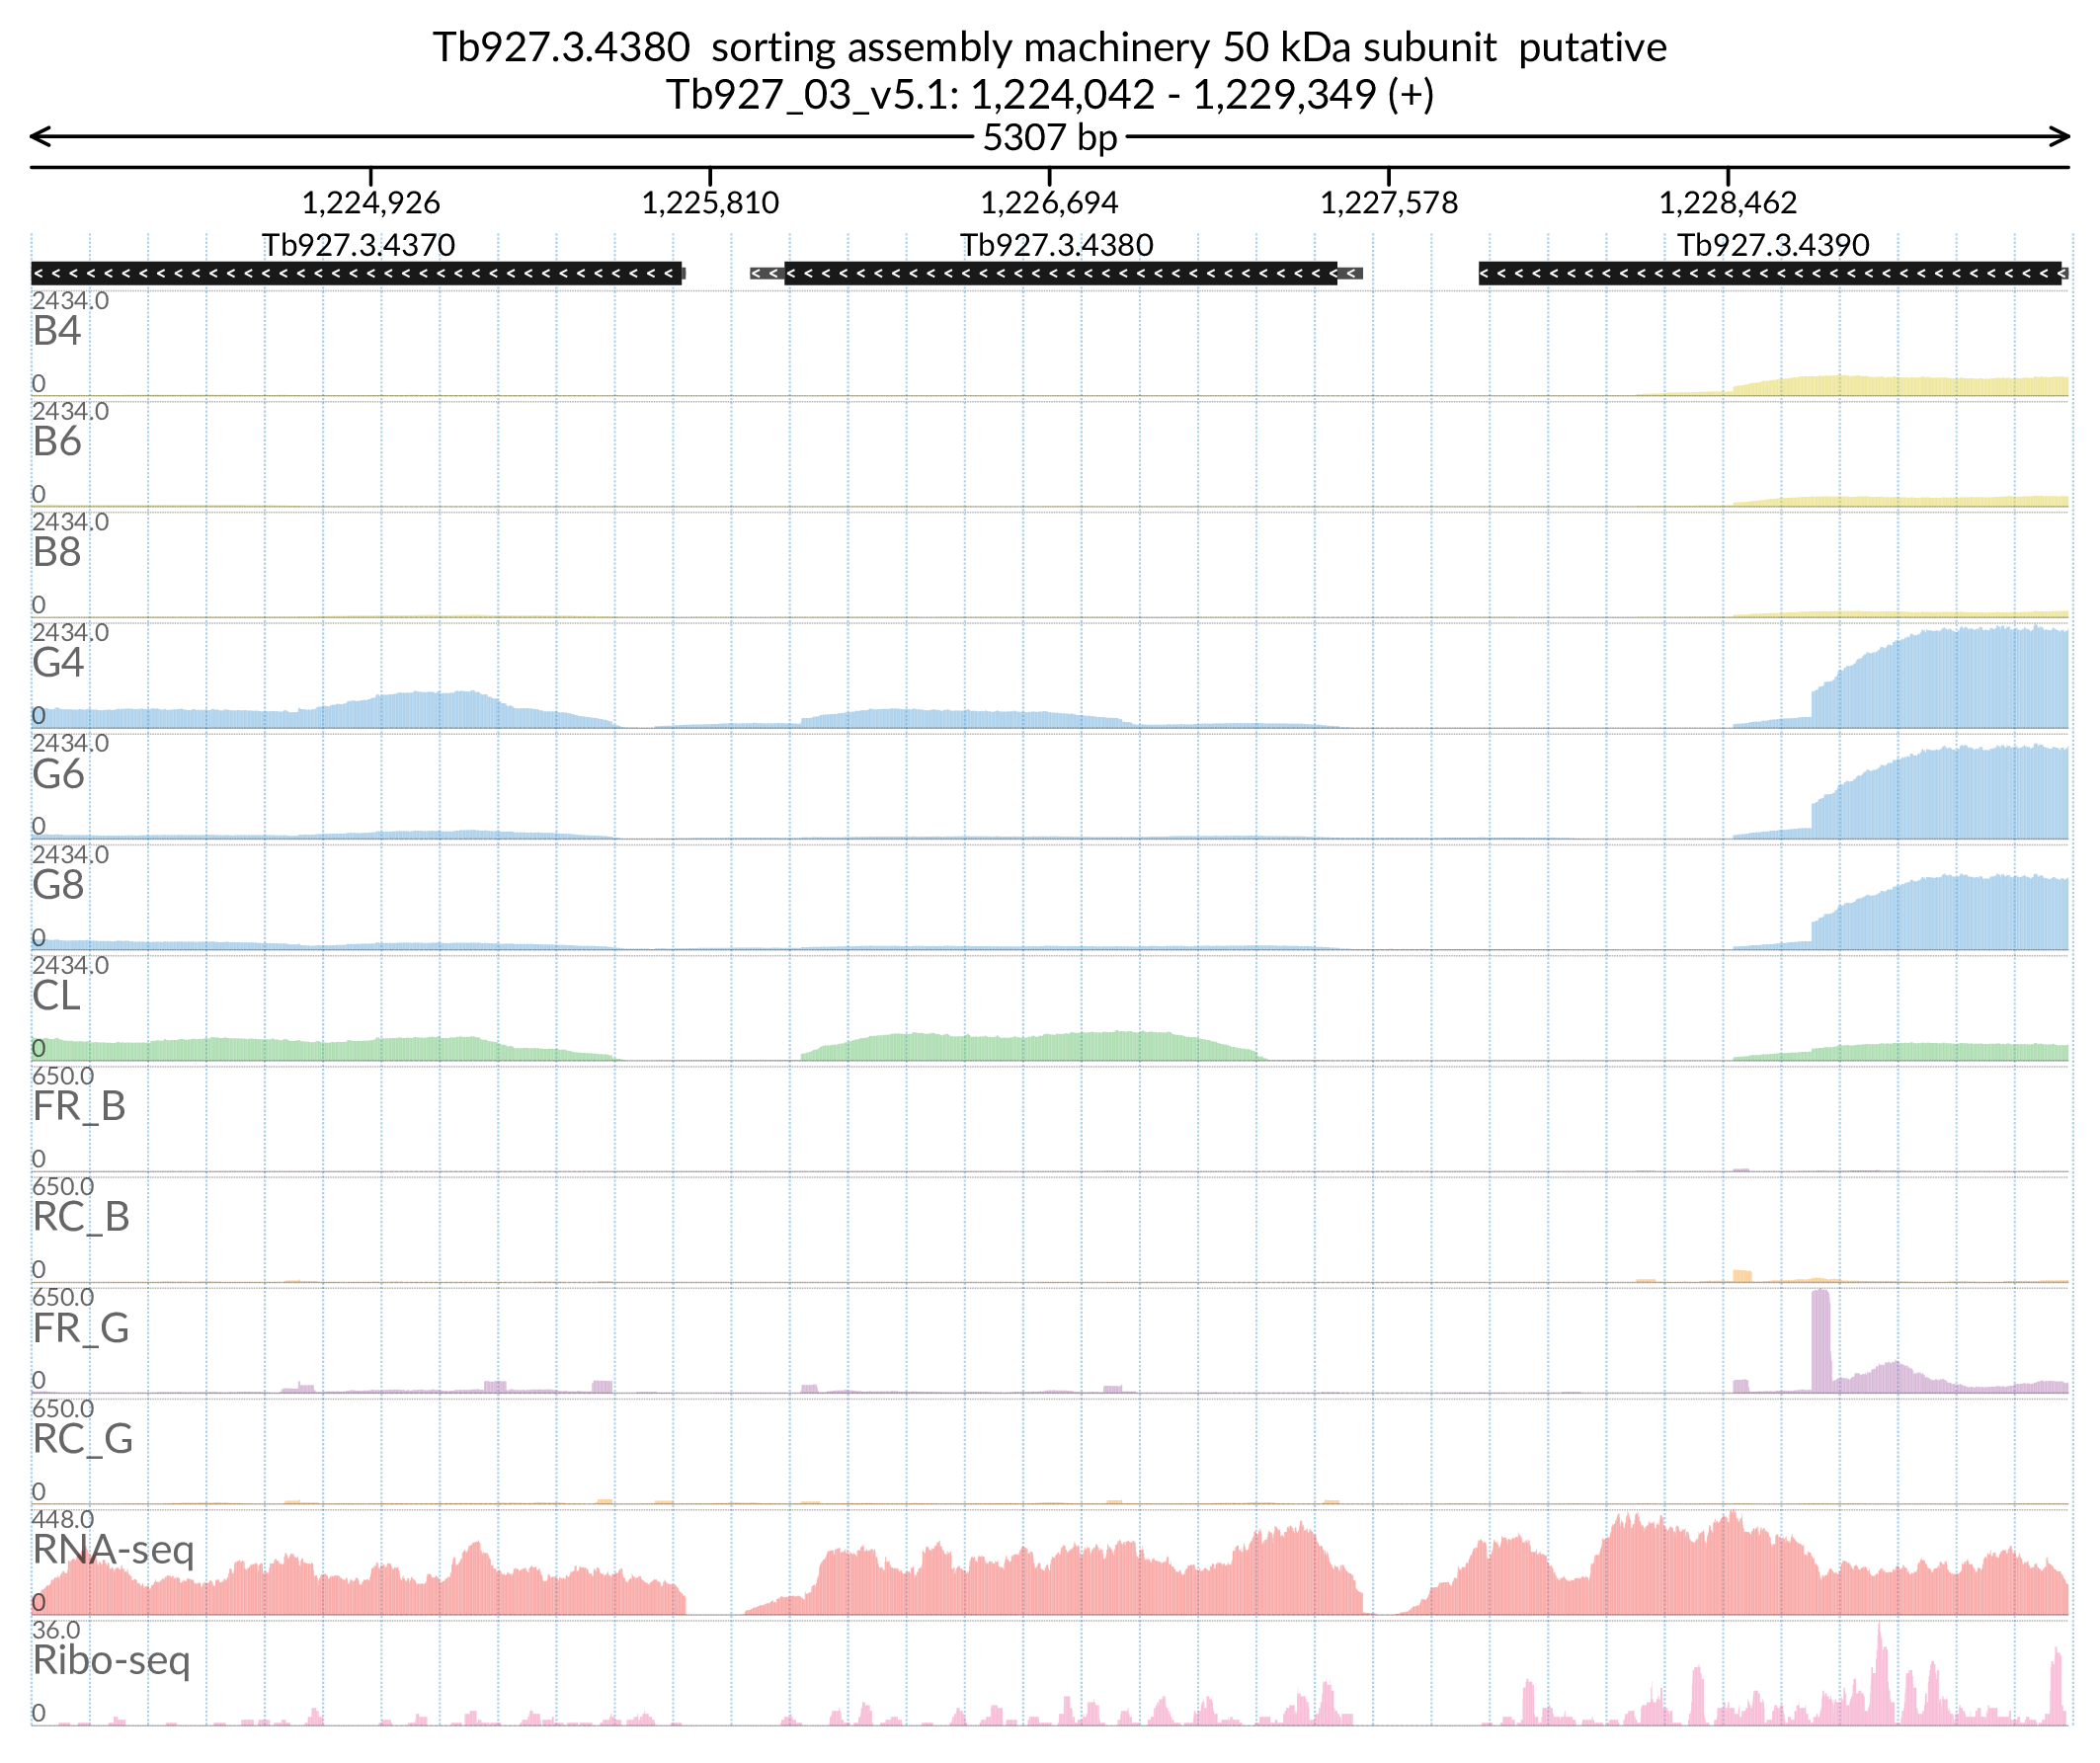 Tb927.3.4380  sorting assembly machinery 50 kDa subunit  putative
Tb927_03_v5.1: 1,224,042 - 1,229,349 (+)
5307 bp
1,224,926 1,225,810 1,226,694 1,227,578 1,228,462
Tb927.3.4370 Tb927.3.4380 Tb927.3.4390
2434.0
B4
0
2434.0
B6
0
2434.0
B8
0
2434.0
G4
0
2434.0
G6
0
2434.0
G8
0
2434.0
CL
0
650.0
FR_B
0
650.0
RC_B
0
650.0
FR_G
0
650.0
RC_G
0
448.0
RNA-seq
0
36.0
Ribo-seq
0